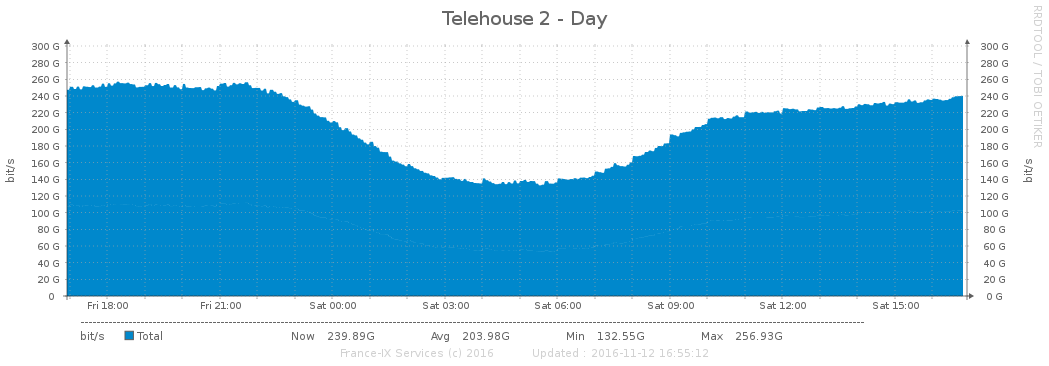 Telehouse 2 - Day
RRDTOOL / TOBI OETIKER
bit/s
300 G 300 G
280 G 280 G
260 G 260 G
240 G 240 G
220 G 220 G
200 G 200 G
180 G 180 G
160 G 160 G
140 G 140 G
120 G 120 G
100 G 100 G
80 G 80 G
60 G 60 G
40 G 40 G
20 G 20 G
0 0 G
bit/s
Fri 18:00 Fri 21:00 Sat 00:00 Sat 03:00 Sat 06:00 Sat 09:00 Sat 12:00 Sat 15:00
bit/s Total Now 239.89G Avg 203.98G Min 132.55G Max 256.93G
France-IX Services (c) 2016 Updated : 2016-11-12 16:55:12